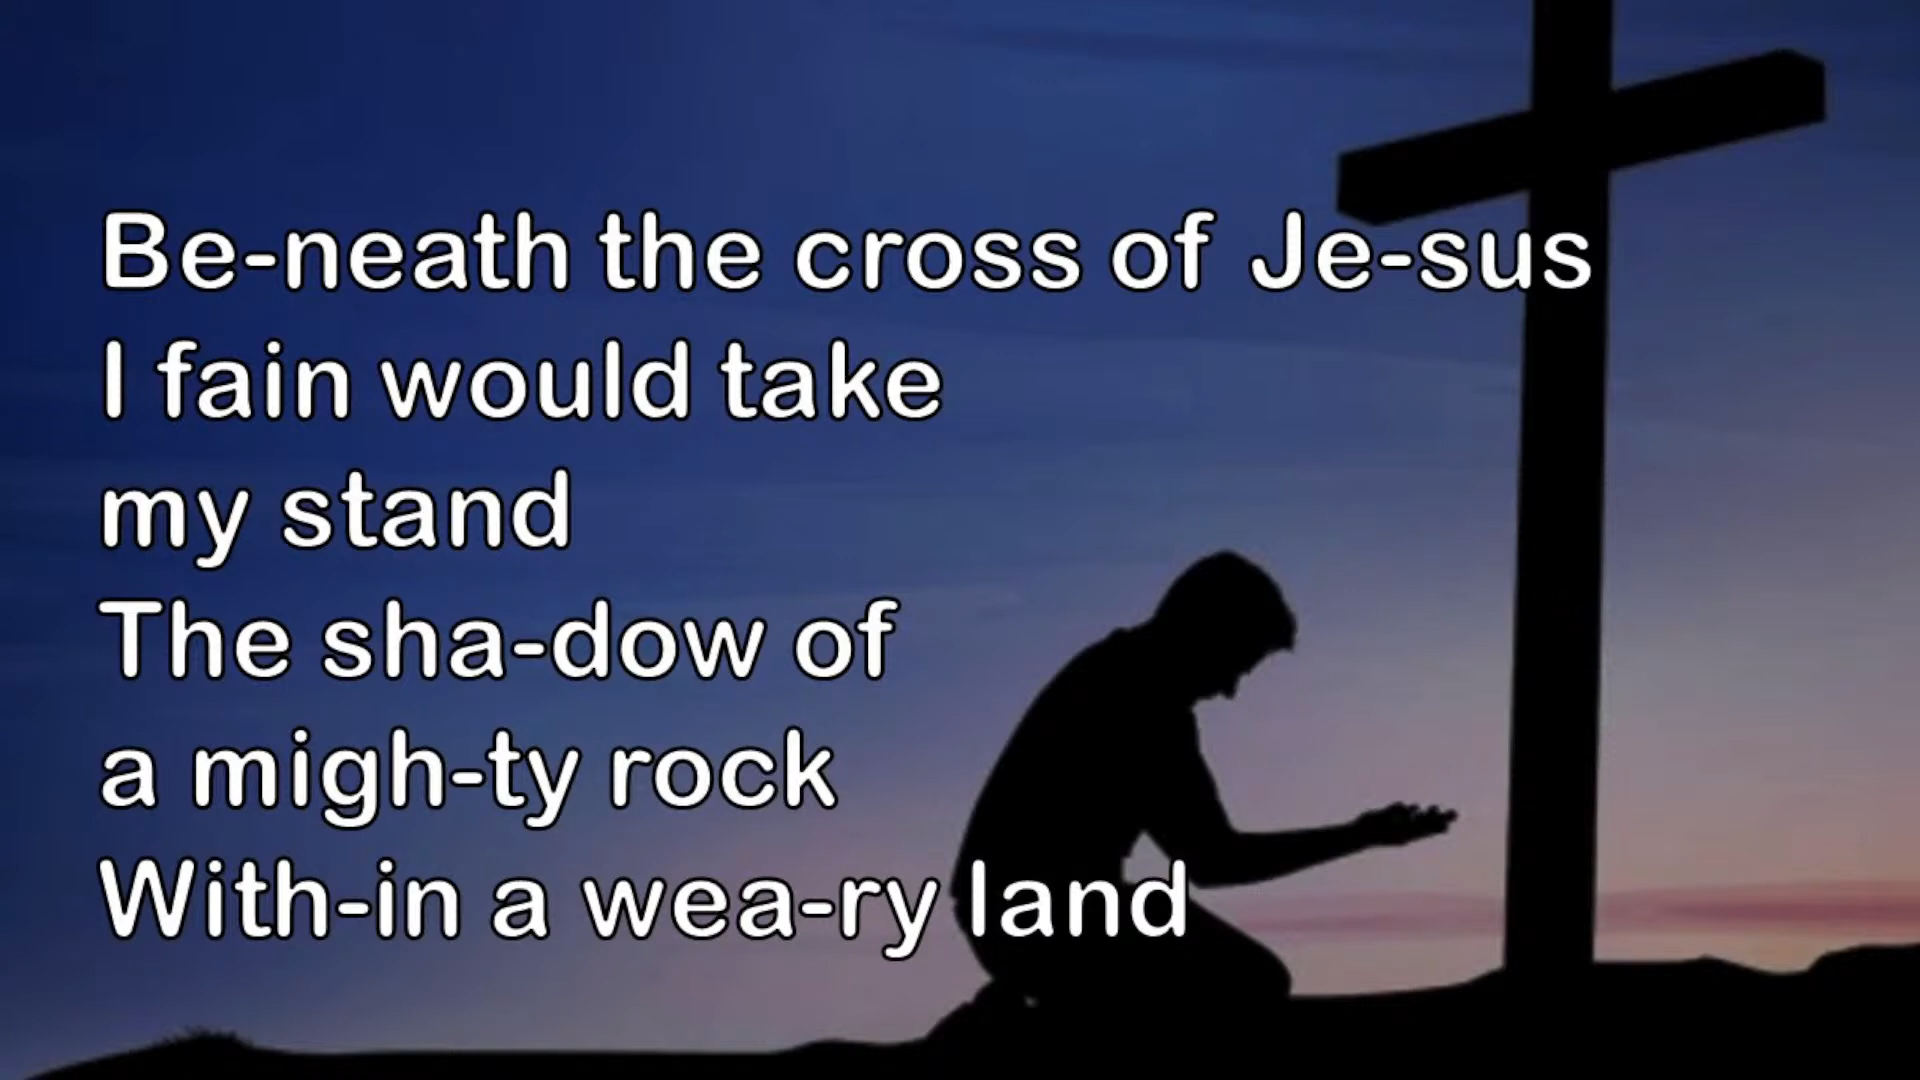 Be-neath the cross of Je-sus
I fain would take
my stand
The sha-dow of
a migh-ty rock
With-in a wea-ry land